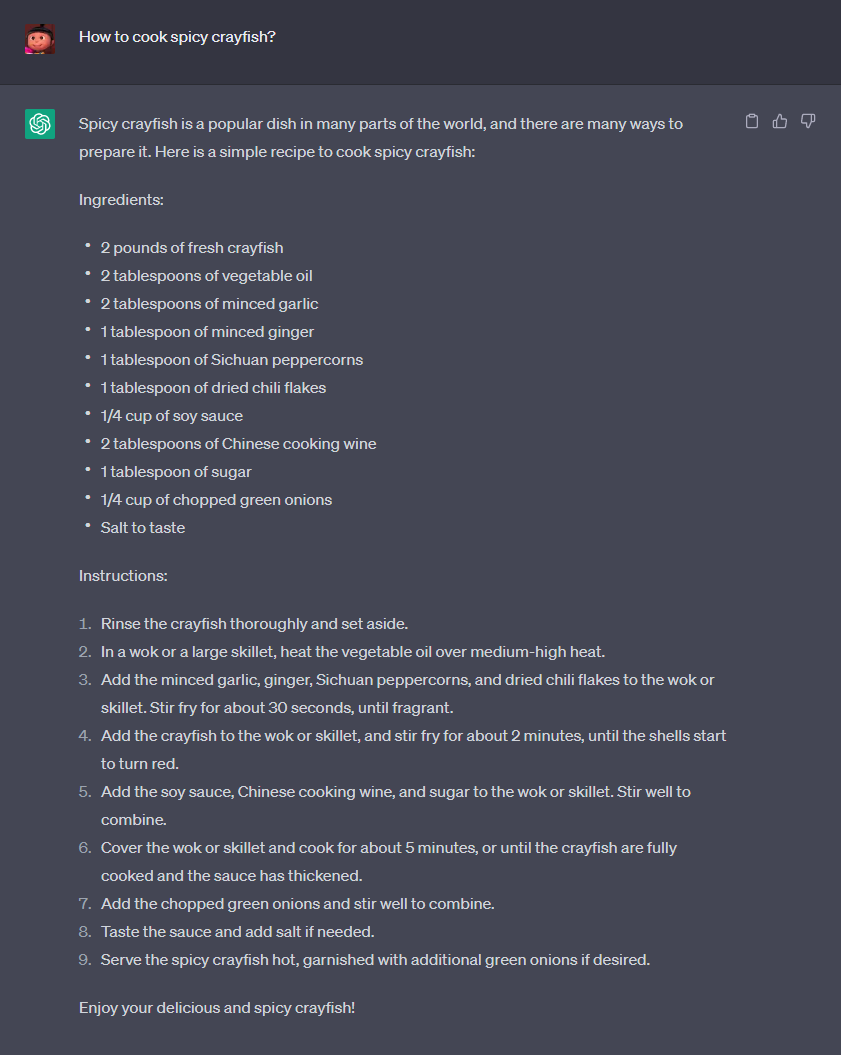 How to cook spicy crayfish?
Spicy crayfish is a popular dish in many parts of the world, and there are many ways to
prepare it. Here is a simple recipe to cook spicy crayfish:
Ingredients:
• 2 pounds of fresh crayfish
• 2 tablespoons of vegetable oil
• 2 tablespoons of minced garlic
• 1 tablespoon of minced ginger
• 1 tablespoon of Sichuan peppercorns
• 1 tablespoon of dried chili flakes
• 1/4 cup of soy sauce
• 2 tablespoons of Chinese cooking wine
• 1 tablespoon of sugar
• 1/4 cup of chopped green onions
• Salt to taste
Instructions:
1. Rinse the crayfish thoroughly and set aside.
2. In a wok or a large skillet, heat the vegetable oil over medium-high heat.
3. Add the minced garlic, ginger, Sichuan peppercorns, and dried chili flakes to the wok or
skillet. Stir fry for about 30 seconds, until fragrant.
4. Add the crayfish to the wok or skillet, and stir fry for about 2 minutes, until the shells start
to turn red.
5. Add the soy sauce, Chinese cooking wine, and sugar to the wok or skillet. Stir well to
combine.
6. Cover the wok or skillet and cook for about 5 minutes, or until the crayfish are fully
cooked and the sauce has thickened.
7. Add the chopped green onions and stir well to combine.
8. Taste the sauce and add salt if needed.
9. Serve the spicy crayfish hot, garnished with additional green onions if desired.
Enjoy your delicious and spicy crayfish!